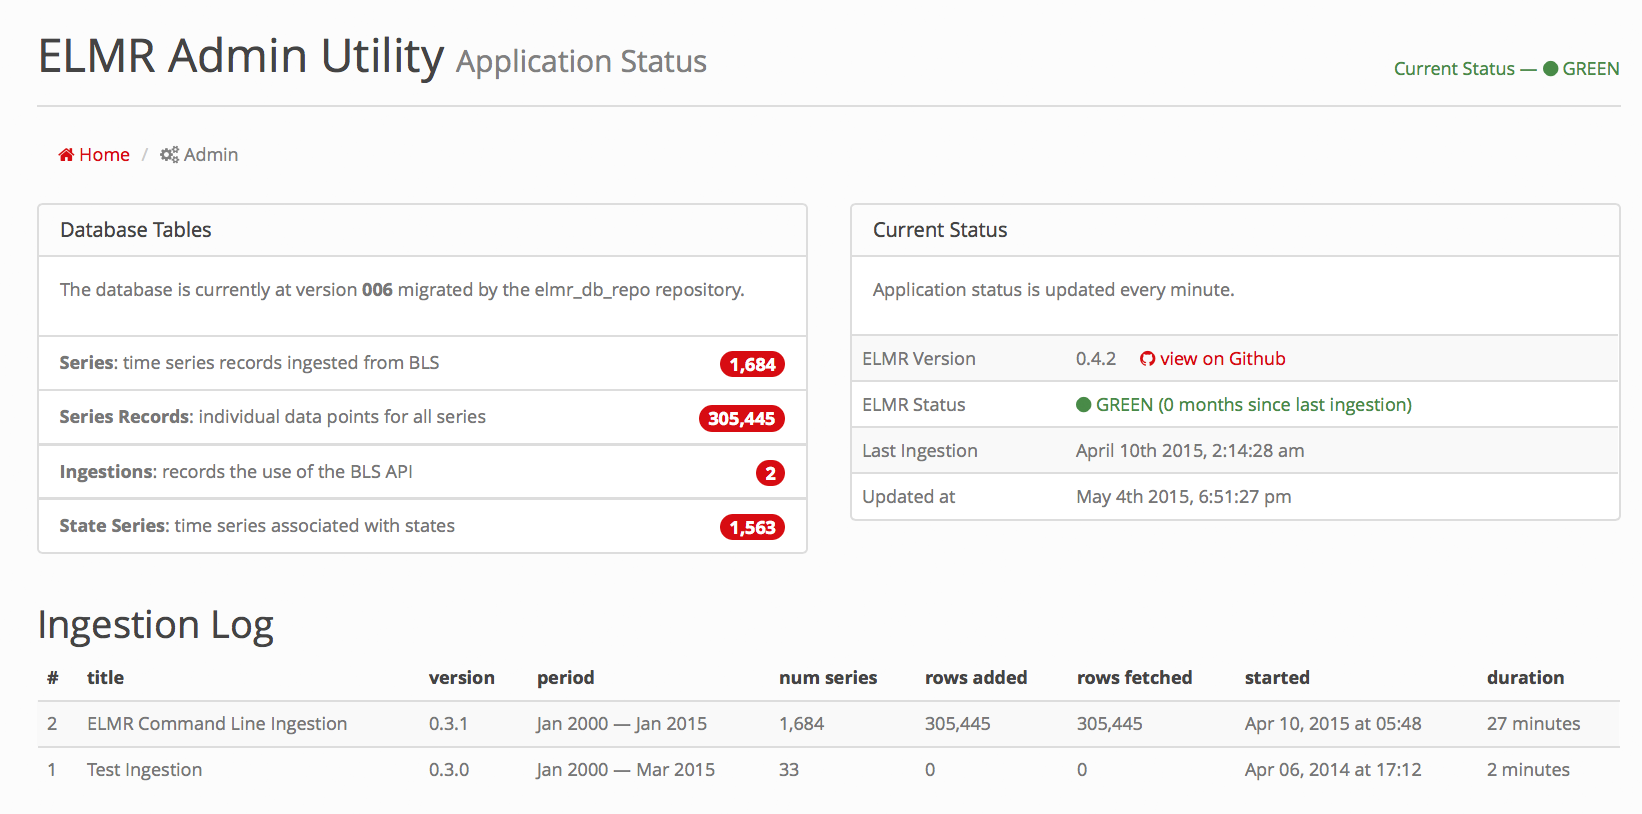 ELMR Admin Utility Application Status
Current Status — GREEN
Home / Admin
Database Tables
The database is currently at version 006 migrated by the elmr_db_repo repository.
Series: time series records ingested from BLS 1,684
Series Records: individual data points for all series 305,445
Ingestions: records the use of the BLS API 2
State Series: time series associated with states 1,563
Current Status
Application status is updated every minute.
ELMR Version 0.4.2 view on Github
ELMR Status GREEN (0 months since last ingestion)
Last Ingestion April 10th 2015, 2:14:28 am
Updated at May 4th 2015, 6:51:27 pm
Ingestion Log
# title version period num series rows added rows fetched started duration
2 ELMR Command Line Ingestion 0.3.1 Jan 2000 — Jan 2015 1,684 305,445 305,445 Apr 10, 2015 at 05:48 27 minutes
1 Test Ingestion 0.3.0 Jan 2000 — Mar 2015 33 0 0 Apr 06, 2014 at 17:12 2 minutes